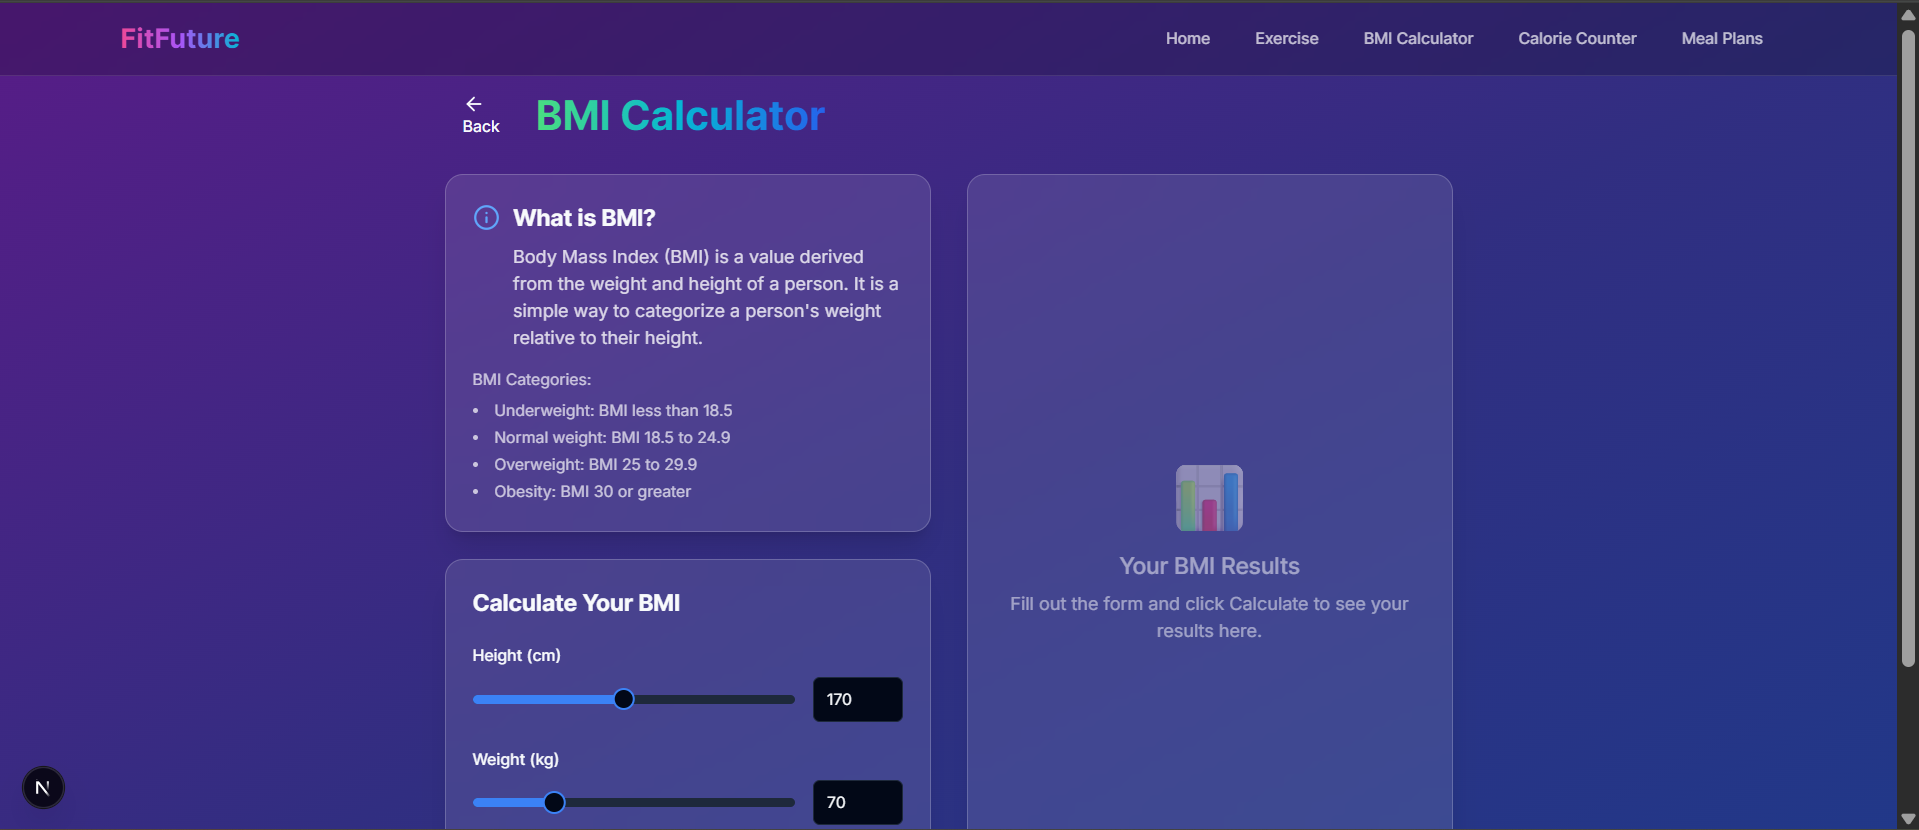 FitFuture
Home
Exercise
BMI Calculator
Calorie Counter
Meal Plans
Back
BMI Calculator
What is BMI?
Body Mass Index (BMI) is a value derived
from the weight and height of a person. It is a
simple way to categorize a person's weight
relative to their height.
BMI Categories:
• Underweight: BMI less than 18.5
• Normal weight: BMI 18.5 to 24.9
• Overweight: BMI 25 to 29.9
• Obesity: BMI 30 or greater
Calculate Your BMI
Height (cm)
170
Weight (kg)
70
Your BMI Results
Fill out the form and click Calculate to see your
results here.
N